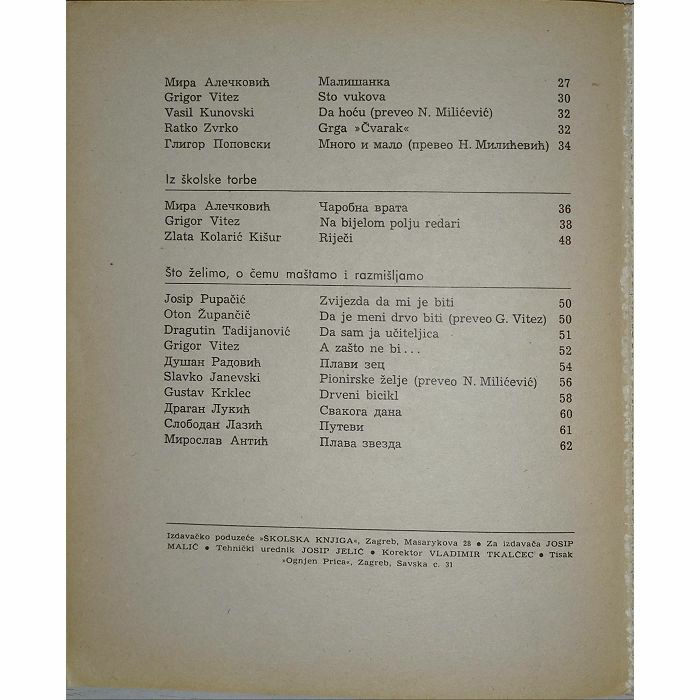 Мира Алечковић Малишанка 27
Grigor Vitez Sto vukova 30
Vasil Kunovski Da hoću (preveo N. Milićević) 32
Ratko Zvrko Grga »Čvarak« 32
Глигор Поповски Много и мало (превео Н. Милићевић) 34
Iz školske torbe
Мира Алечковић Чаробна врата 36
Grigor Vitez Na bijelom polju redari 38
Zlata Kolarić Kišur Riječi 48
Što želimo, o čemu maštamo i razmišljamo
Josip Pupačić Zvijezda da mi je biti 50
Oton Župančič Da je meni drvo biti (preveo G. Vitez) 50
Dragutin Tadijanović Da sam ja učiteljica 51
Grigor Vitez A zašto ne bi... 52
Душан Радовић Плави зец 54
Slavko Janevski Pionirske želje (preveo N. Milićević) 56
Gustav Krklec Drveni bicikl 58
Драган Лукић Свакога дана 60
Слободан Лазић Путеви 61
Мирослав Антић Плава звезда 62
Izdavačko poduzeće »ŠKOLSKA KNJIGA«, Zagreb, Masarykova 28 • Za izdavača JOSIP
MALIĆ • Tehnički urednik JOSIP JELIĆ • Korektor VLADIMIR TKALČEC • Tisak
»Ognjen Prica«, Zagreb, Savska c. 31